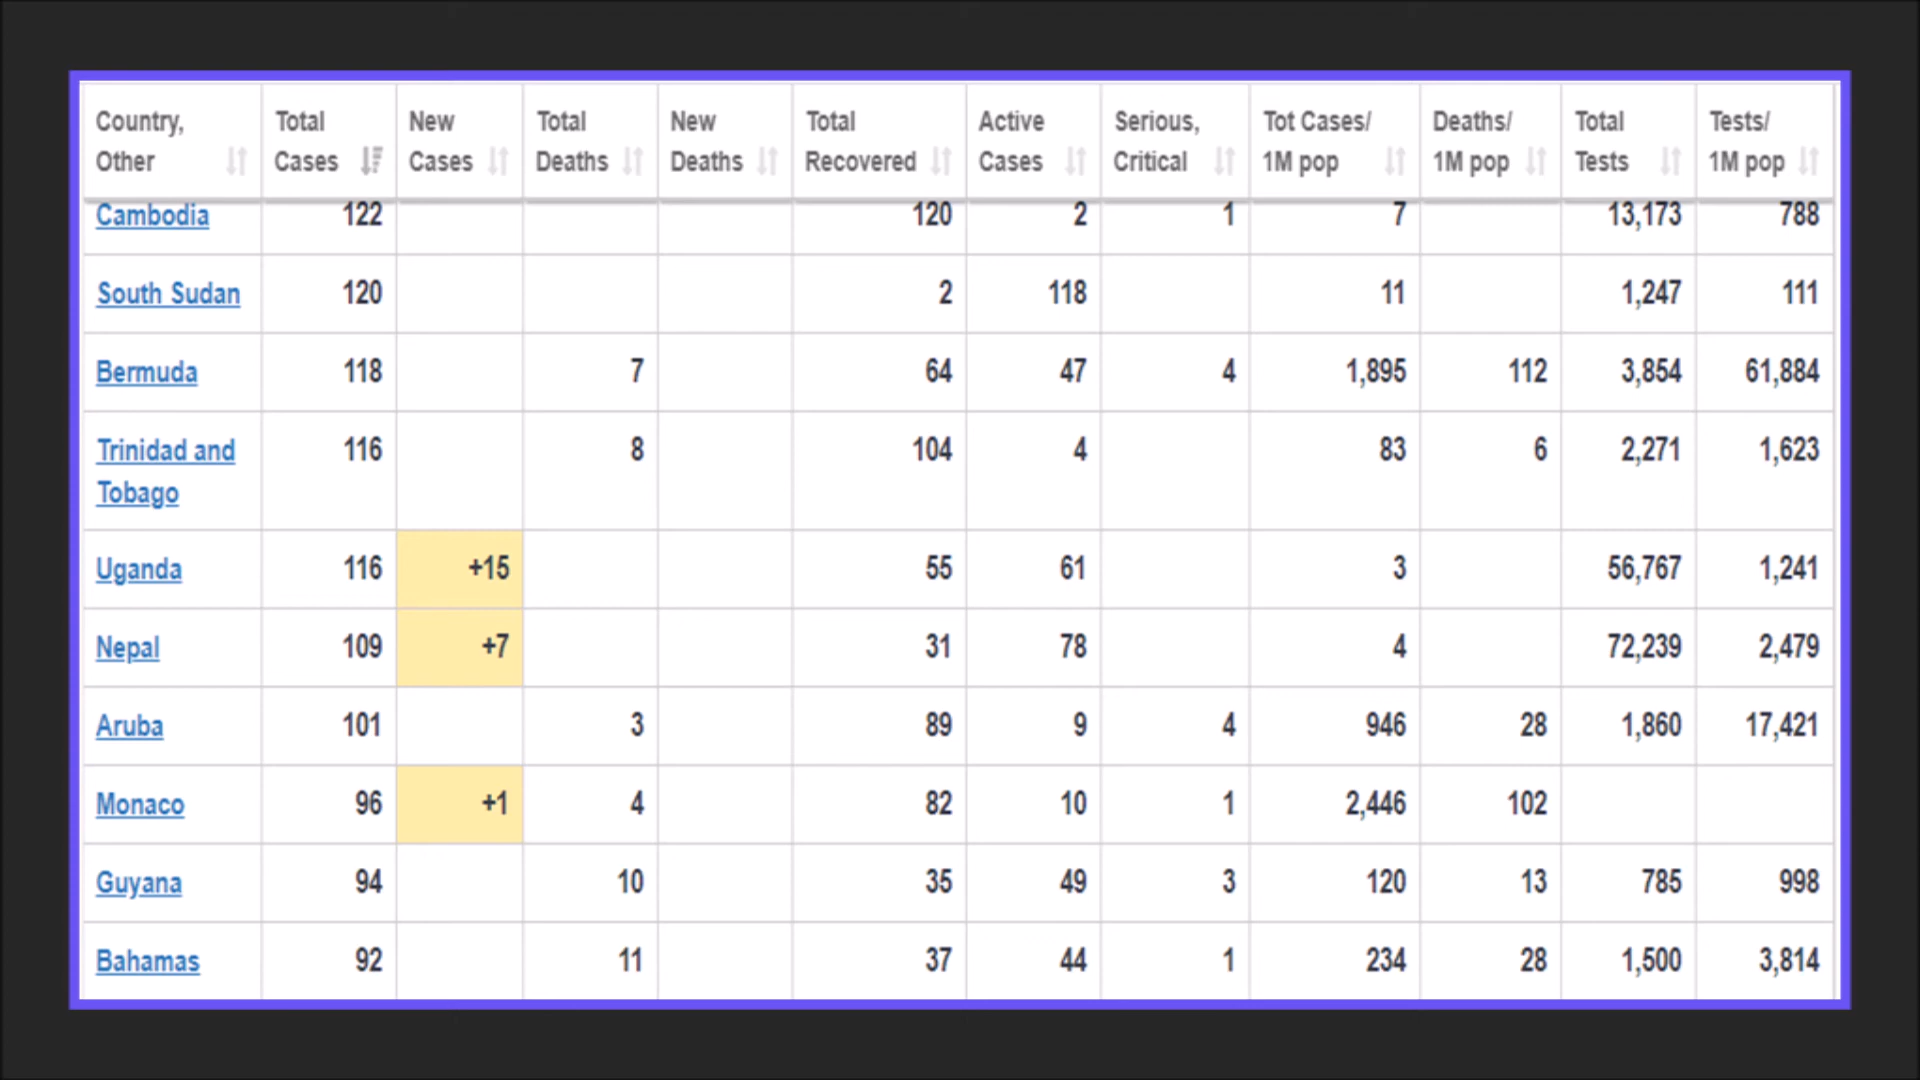 Country, Other Total Cases New Cases Total Deaths New Deaths Total Recovered Active Cases Serious, Critical Tot Cases/ 1M pop Deaths/ 1M pop Total Tests Tests/ 1M pop
Cambodia 122 120 2 1 7 13,173 788
South Sudan 120 2 118 11 1,247 111
Bermuda 118 7 64 47 4 1,895 112 3,854 61,884
Trinidad and Tobago 116 8 104 4 83 6 2,271 1,623
Uganda 116 +15 55 61 3 56,767 1,241
Nepal 109 +7 31 78 4 72,239 2,479
Aruba 101 3 89 9 4 946 28 1,860 17,421
Monaco 96 +1 4 82 10 1 2,446 102
Guyana 94 10 35 49 3 120 13 785 998
Bahamas 92 11 37 44 1 234 28 1,500 3,814